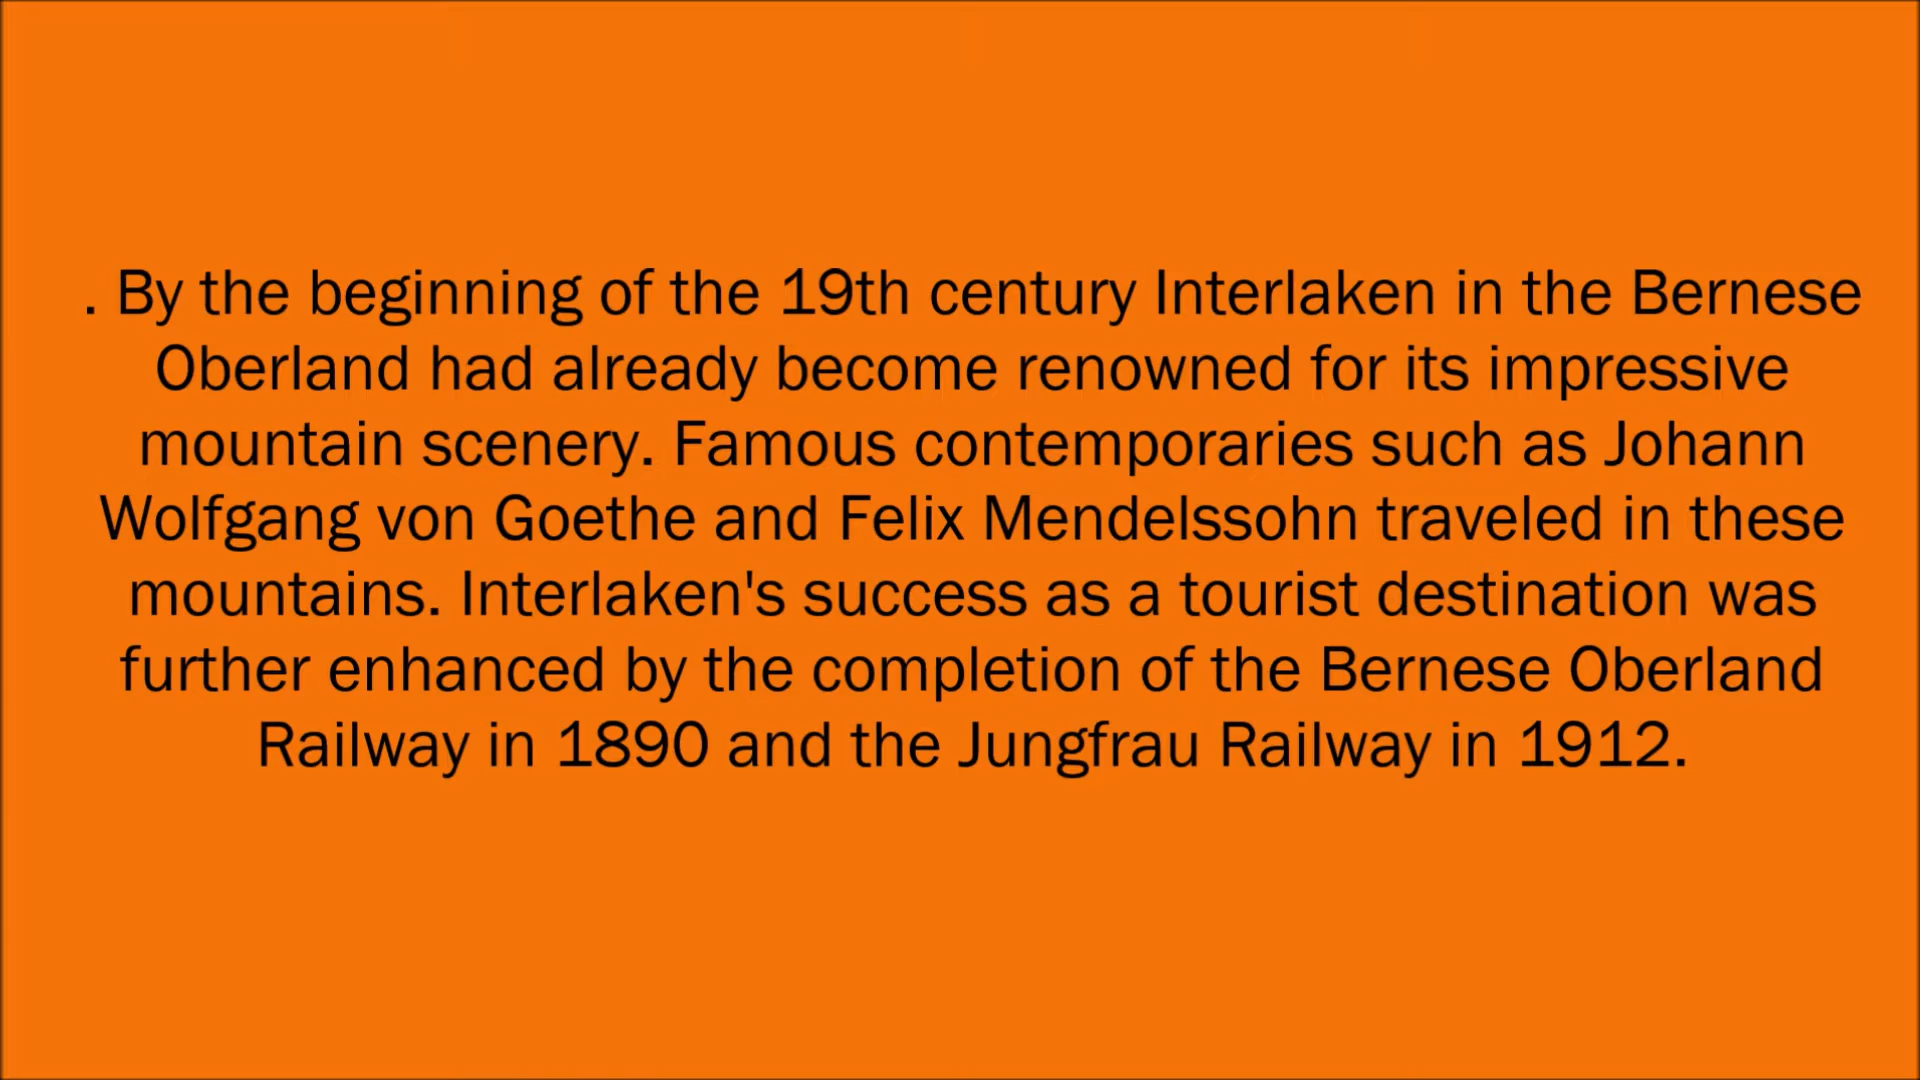 . By the beginning of the 19th century Interlaken in the Bernese
Oberland had already become renowned for its impressive
mountain scenery. Famous contemporaries such as Johann
Wolfgang von Goethe and Felix Mendelssohn traveled in these
mountains. Interlaken's success as a tourist destination was
further enhanced by the completion of the Bernese Oberland
Railway in 1890 and the Jungfrau Railway in 1912.